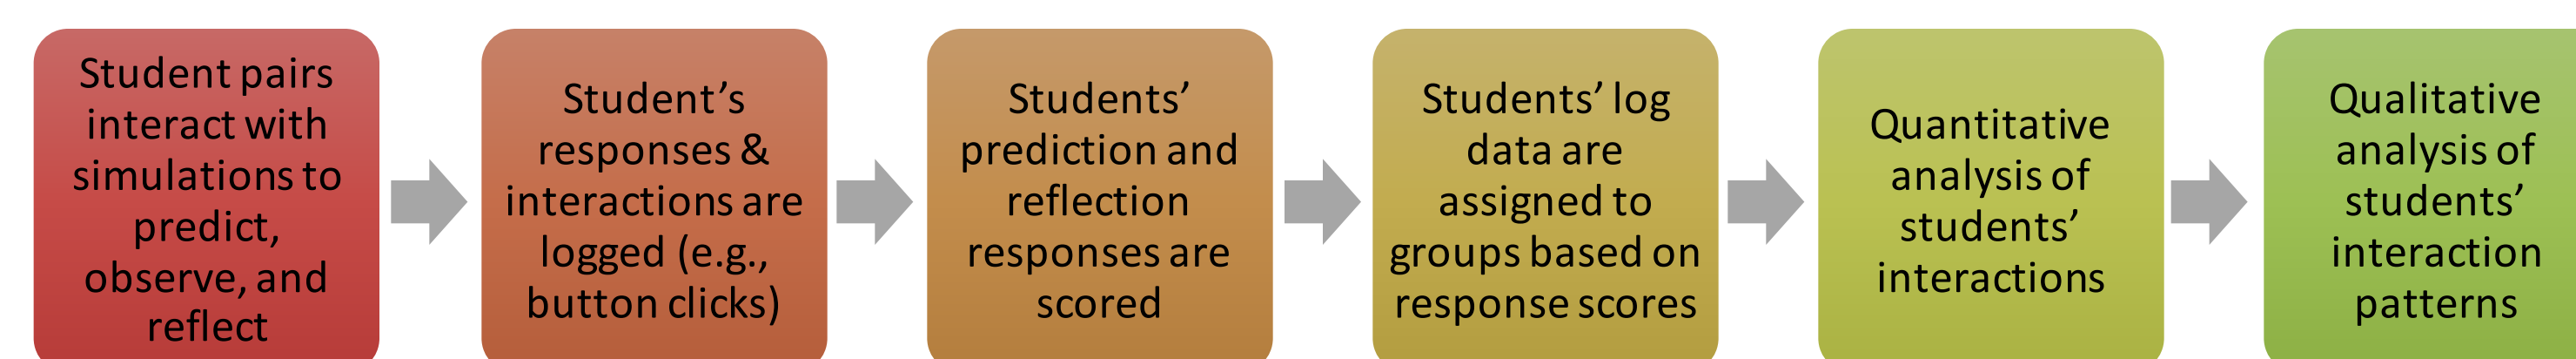 Student pairs
interact with
simulations to
predict,
observe, and
reflect
Student’s
responses &
interactions are
logged (e.g.,
button clicks)
Students’
prediction and
reflection
responses are
scored
Students’ log
data are
assigned to
groups based on
response scores
Quantitative
analysis of
students’
interactions
Qualitative
analysis of
students’
interaction
patterns